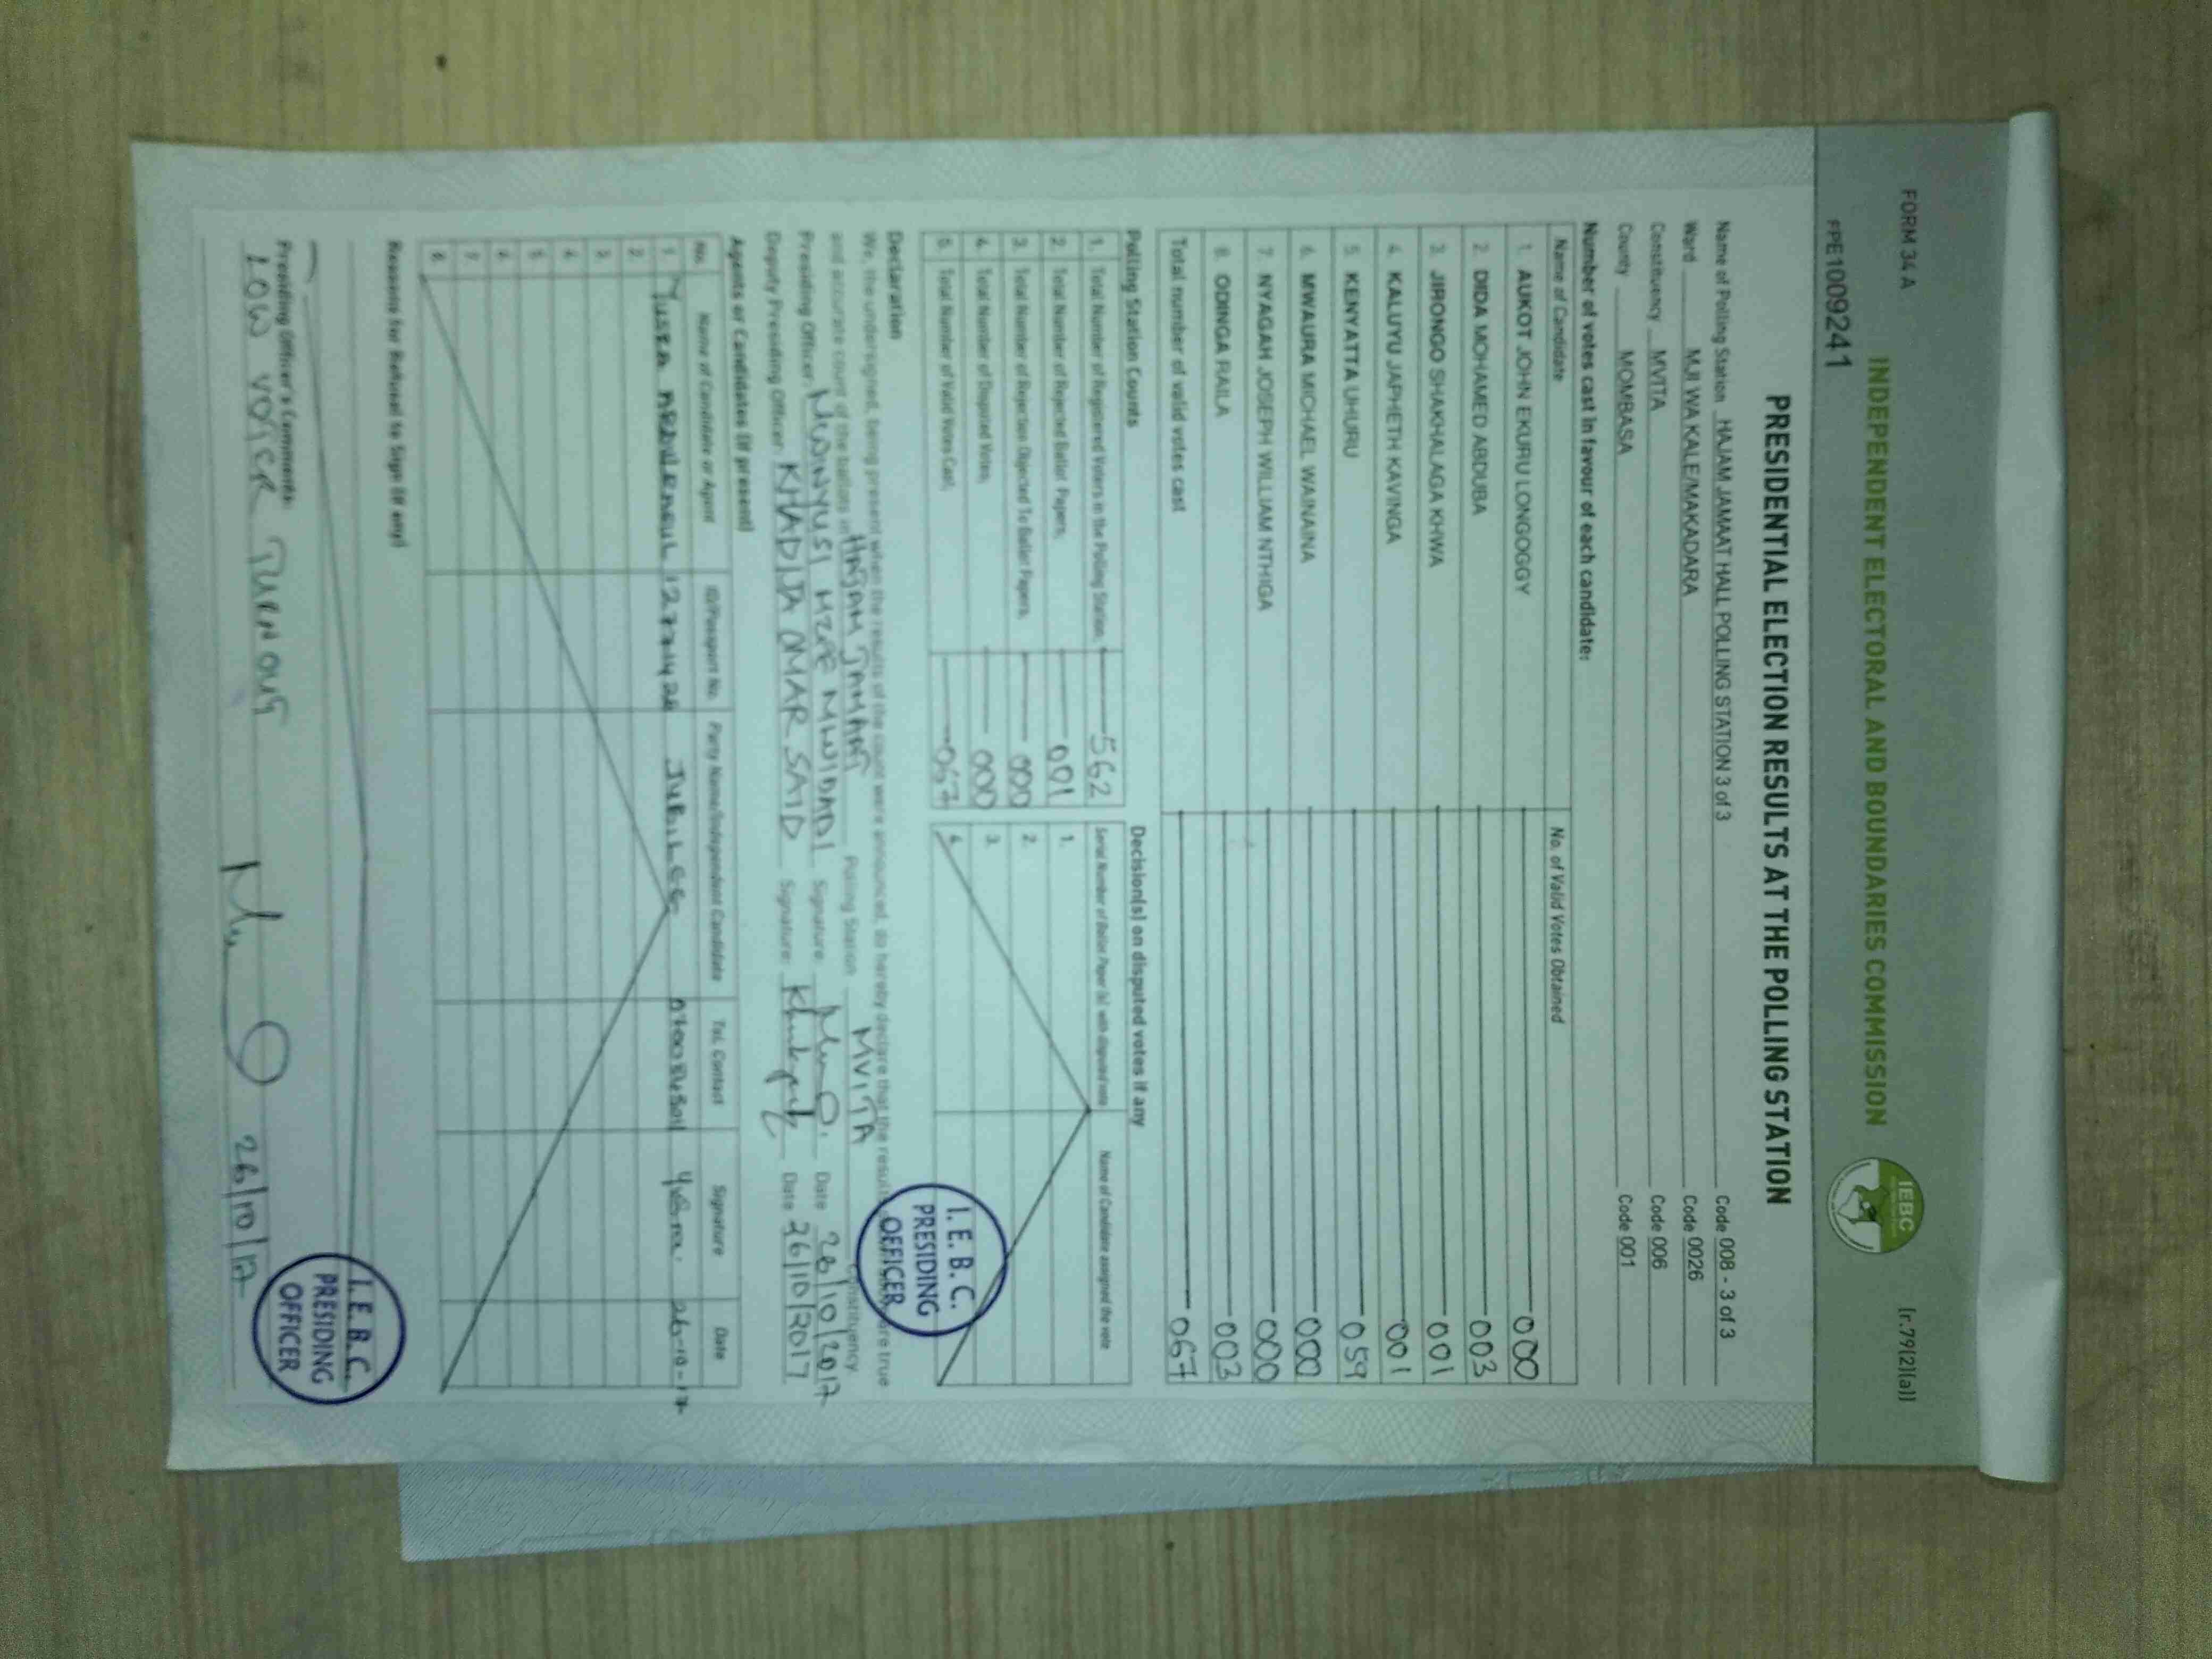 FORM 34 A
(r.79(2)(a))
INDEPENDENT ELECTORAL AND BOUNDARIES COMMISSION
IEBC
FPE1009241
PRESIDENTIAL ELECTION RESULTS AT THE POLLING STATION
Name of Polling Station HAJAM JAMAAT HALL POLLING STATION 3 of 3 Code 008 - 3 of 3
Ward MJI WA KALE/MAKADARA Code 0026
Constituency MVITA Code 006
County MOMBASA Code 001
Number of votes cast in favour of each candidate:
Name of Candidate No. of Valid Votes Obtained
1. AUKOT JOHN EKURU LONGOGGY 000
2. DIDA MOHAMED ABDUBA 003
3. JIRONGO SHAKHALAGA KHWA 001
4. KALUYU JAPHETH KAVINGA 001
5. KENYATTA UHURU 059
6. MWAURA MICHAEL WAINAINA 000
7. NYAGAH JOSEPH WILLIAM NTHIGA 000
8. ODINGA RAILA 003
Total number of valid votes cast 067
Polling Station Counts
1. Total Number of Registered Voters in the Polling Station; 562
2. Total Number of Rejected Ballot Papers; 001
3. Total Number of Rejection Objected To Ballot Papers; 000
4. Total Number of Disputed Votes; 000
5. Total Number of Valid Votes Cast; 067
Decision(s) on disputed votes if any
Serial Number of Ballot Paper (s) with disputed vote Name of Candidate assigned the vote
1.
2.
3.
4.
Declaration
We, the undersigned, being present when the results of the count were announced, do hereby declare that the results are true
and accurate count of the ballots in HAJAM JAMAAT Polling Station MVITA Constituency
Presiding Officer: MWANYUSI MZEE MWIDADI Signature Date 26/10/2017
Deputy Presiding Officer: KHADIJA OMAR SAID Signature: Date 26/10/2017
I.E.B.C.
PRESIDING
OFFICER
Agents or Candidates (if present)
No. Name of Candidate or Agent ID/Passport No. Party Name/Independent Candidate Tel. Contact Signature Date
1. JUBILEE 26-10-17
2.
3.
4.
5.
6.
7.
8.
Reasons for Refusal to Sign (if any)
Presiding Officer's Comments:
LOW VOTER TURN OUT 26/10/17
I.E.B.C.
PRESIDING
OFFICER